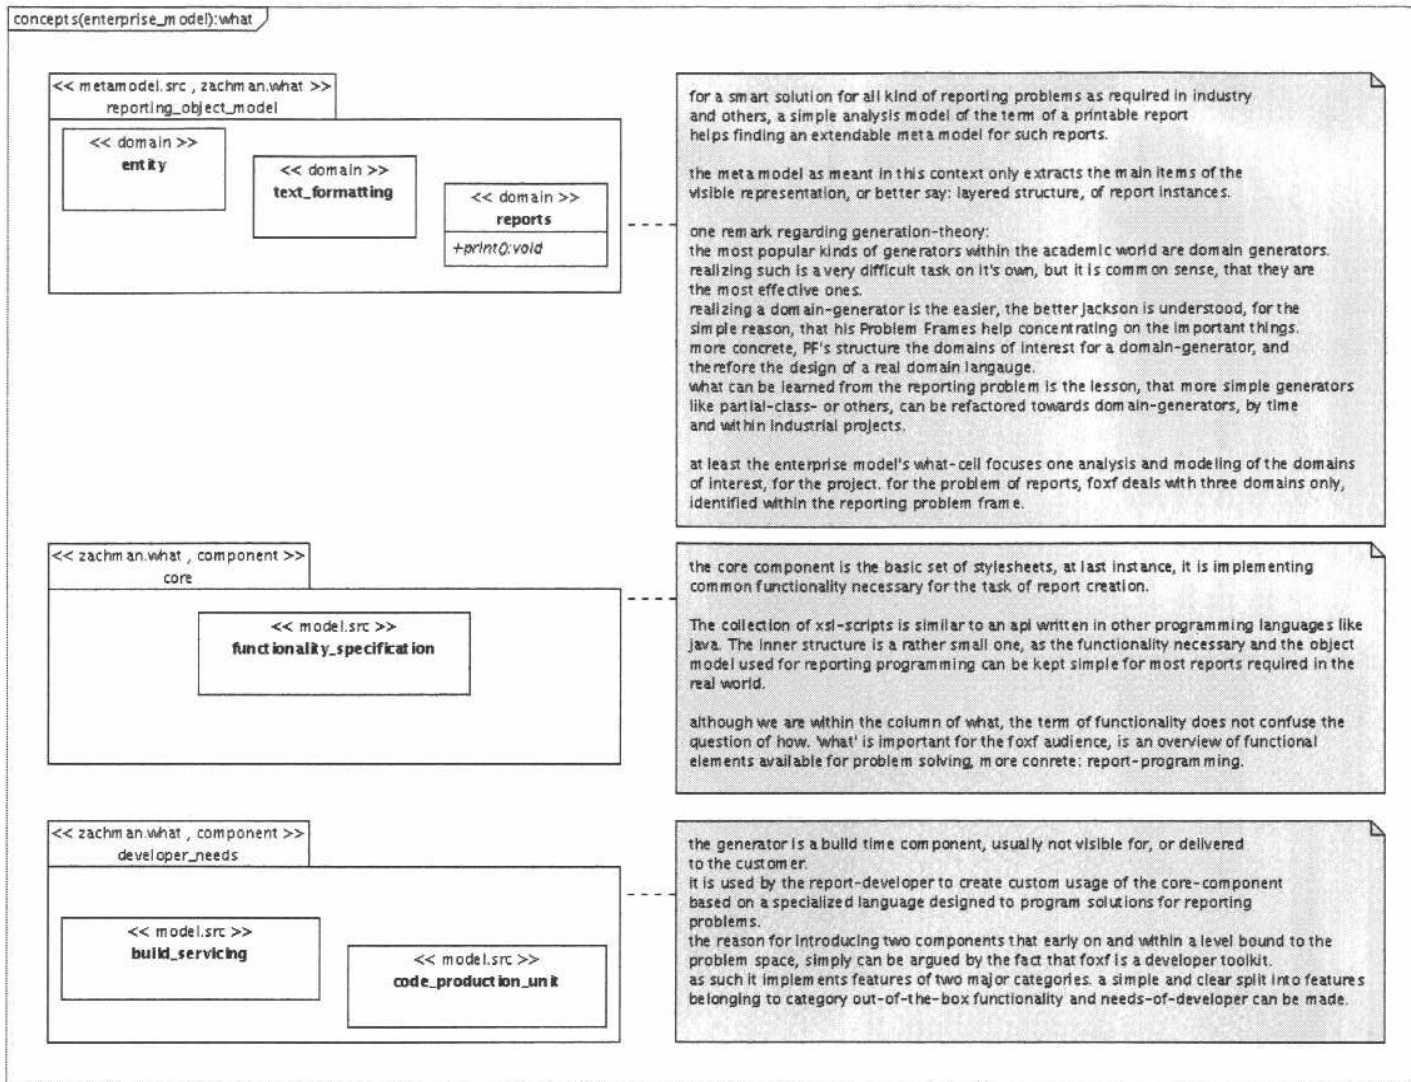 concepts(enterprise_model):what
<< metamodel.src , zachman.what >>
reporting_object_model
<< domain >>
entity
<< domain >>
text_formatting
<< domain >>
reports
+print():void
for a smart solution for all kind of reporting problems as required in industry
and others, a simple analysis model of the term of a printable report
helps finding an extendable meta model for such reports.
the meta model as meant in this context only extracts the main items of the
visible representation, or better say: layered structure, of report instances.
one remark regarding generation-theory:
the most popular kinds of generators within the academic world are domain generators.
realizing such is a very difficult task on it's own, but it is common sense, that they are
the most effective ones.
realizing a domain-generator is the easier, the better Jackson is understood, for the
simple reason, that his Problem Frames help concentrating on the important things.
more concrete, PF's structure the domains of interest for a domain-generator, and
therefore the design of a real domain langauge.
what can be learned from the reporting problem is the lesson, that more simple generators
like partial-class- or others, can be refactored towards domain-generators, by time
and within industrial projects.
at least the enterprise model's what-cell focuses one analysis and modeling of the domains
of interest, for the project. for the problem of reports, foxf deals with three domains only,
identified within the reporting problem frame.
<< zachman.what , component >>
core
<< model.src >>
functionality_specification
the core component is the basic set of stylesheets, at last instance, it is implementing
common functionality necessary for the task of report creation.
The collection of xsl-scripts is similar to an api written in other programming languages like
java. The inner structure is a rather small one, as the functionality necessary and the object
model used for reporting programming can be kept simple for most reports required in the
real world.
although we are within the column of what, the term of functionality does not confuse the
question of how. 'what' is important for the foxf audience, is an overview of functional
elements available for problem solving, more conrete: report-programming.
<< zachman.what , component >>
developer_needs
<< model.src >>
build_servicing
<< model.src >>
code_production_unit
the generator is a build time component, usually not visible for, or delivered
to the customer.
it is used by the report-developer to create custom usage of the core-component
based on a specialized language designed to program solutions for reporting
problems.
the reason for introducing two components that early on and within a level bound to the
problem space, simply can be argued by the fact that foxf is a developer toolkit.
as such it implements features of two major categories. a simple and clear split into features
belonging to category out-of-the-box functionality and needs-of-developer can be made.